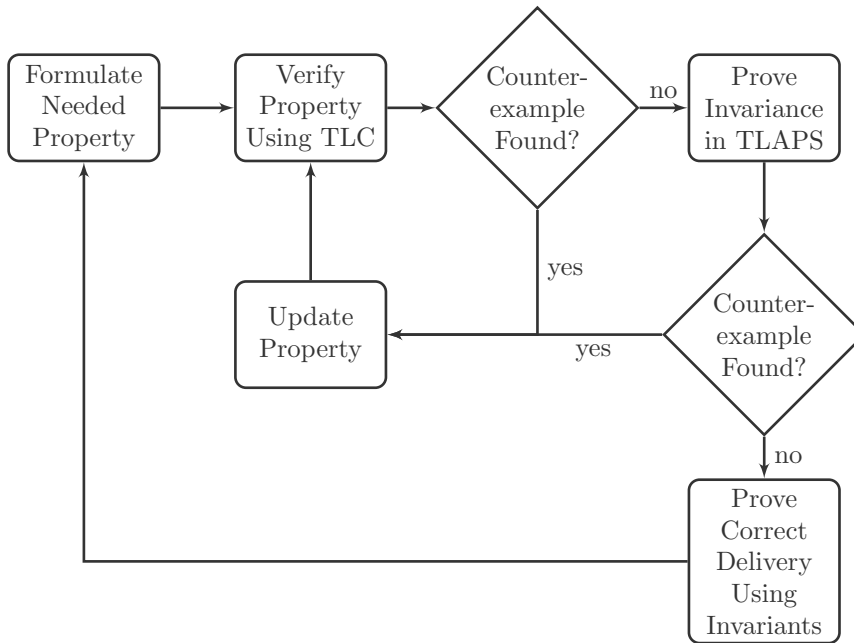 Formulate
Needed
Property
Verify
Property
Using TLC
Counter-
example
Found?
no
Prove
Invariance
in TLAPS
yes
Update
Property
yes
Counter-
example
Found?
no
Prove
Correct
Delivery
Using
Invariants